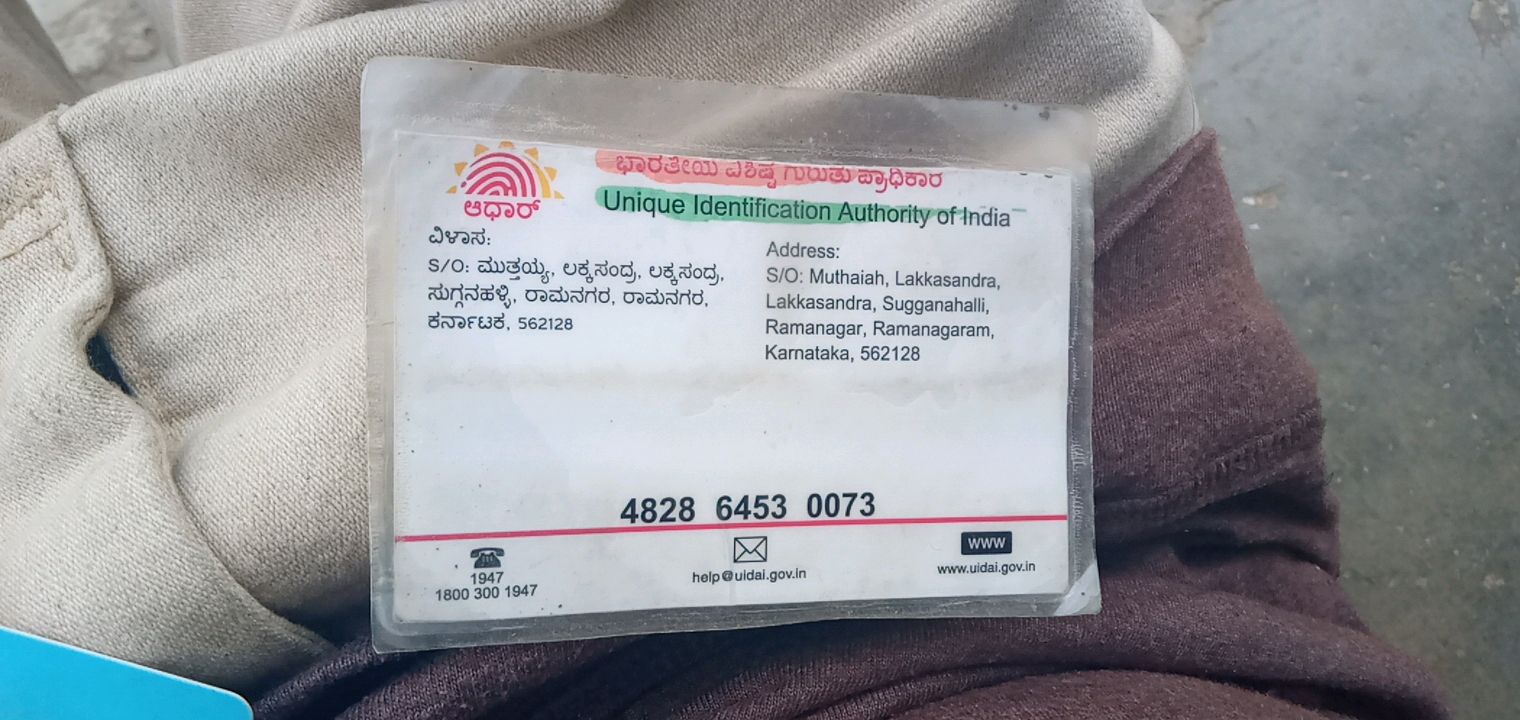 ಭಾರತೀಯ ವಿಶಿಷ್ಟ ಗುರುತು ಪ್ರಾಧಿಕಾರ
Unique Identification Authority of India
ಆಧಾರ್
ವಿಳಾಸ:
S/O: ಮುತ್ತಯ್ಯ, ಲಕ್ಕಸಂದ್ರ, ಲಕ್ಕಸಂದ್ರ,
ಸುಗ್ಗನಹಳ್ಳಿ, ರಾಮನಗರ, ರಾಮನಗರ,
ಕರ್ನಾಟಕ, 562128
Address:
S/O: Muthaiah, Lakkasandra,
Lakkasandra, Sugganahalli,
Ramanagar, Ramanagaram,
Karnataka, 562128
4828 6453 0073
1947
1800 300 1947
help@uidai.gov.in
WWW
www.uidai.gov.in